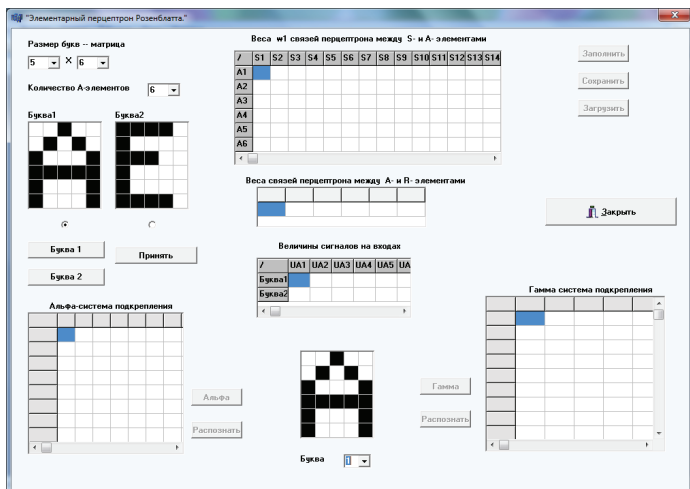 "Элементарный перцептрон Розенблатта."
Размер букв -- матрица
5 X 6
Количество А-элементов 6
Буква1 Буква2
Буква 1
Принять
Буква 2
Веса w1 связей перцептрона между S- и А- элементами
/ S1 S2 S3 S4 S5 S6 S7 S8 S9 S10 S11 S12 S13 S14
A1
A2
A3
A4
A5
A6
Заполнить
Сохранить
Загрузить
Веса связей перцептрона между А- и R- элементами
Закрыть
Величины сигналов на входах
/ UA1 UA2 UA3 UA4 UA5 UA
Буква1
Буква2
Альфа-система подкрепления
Альфа
Распознать
Гамма
Распознать
Буква 1
Гамма система подкрепления